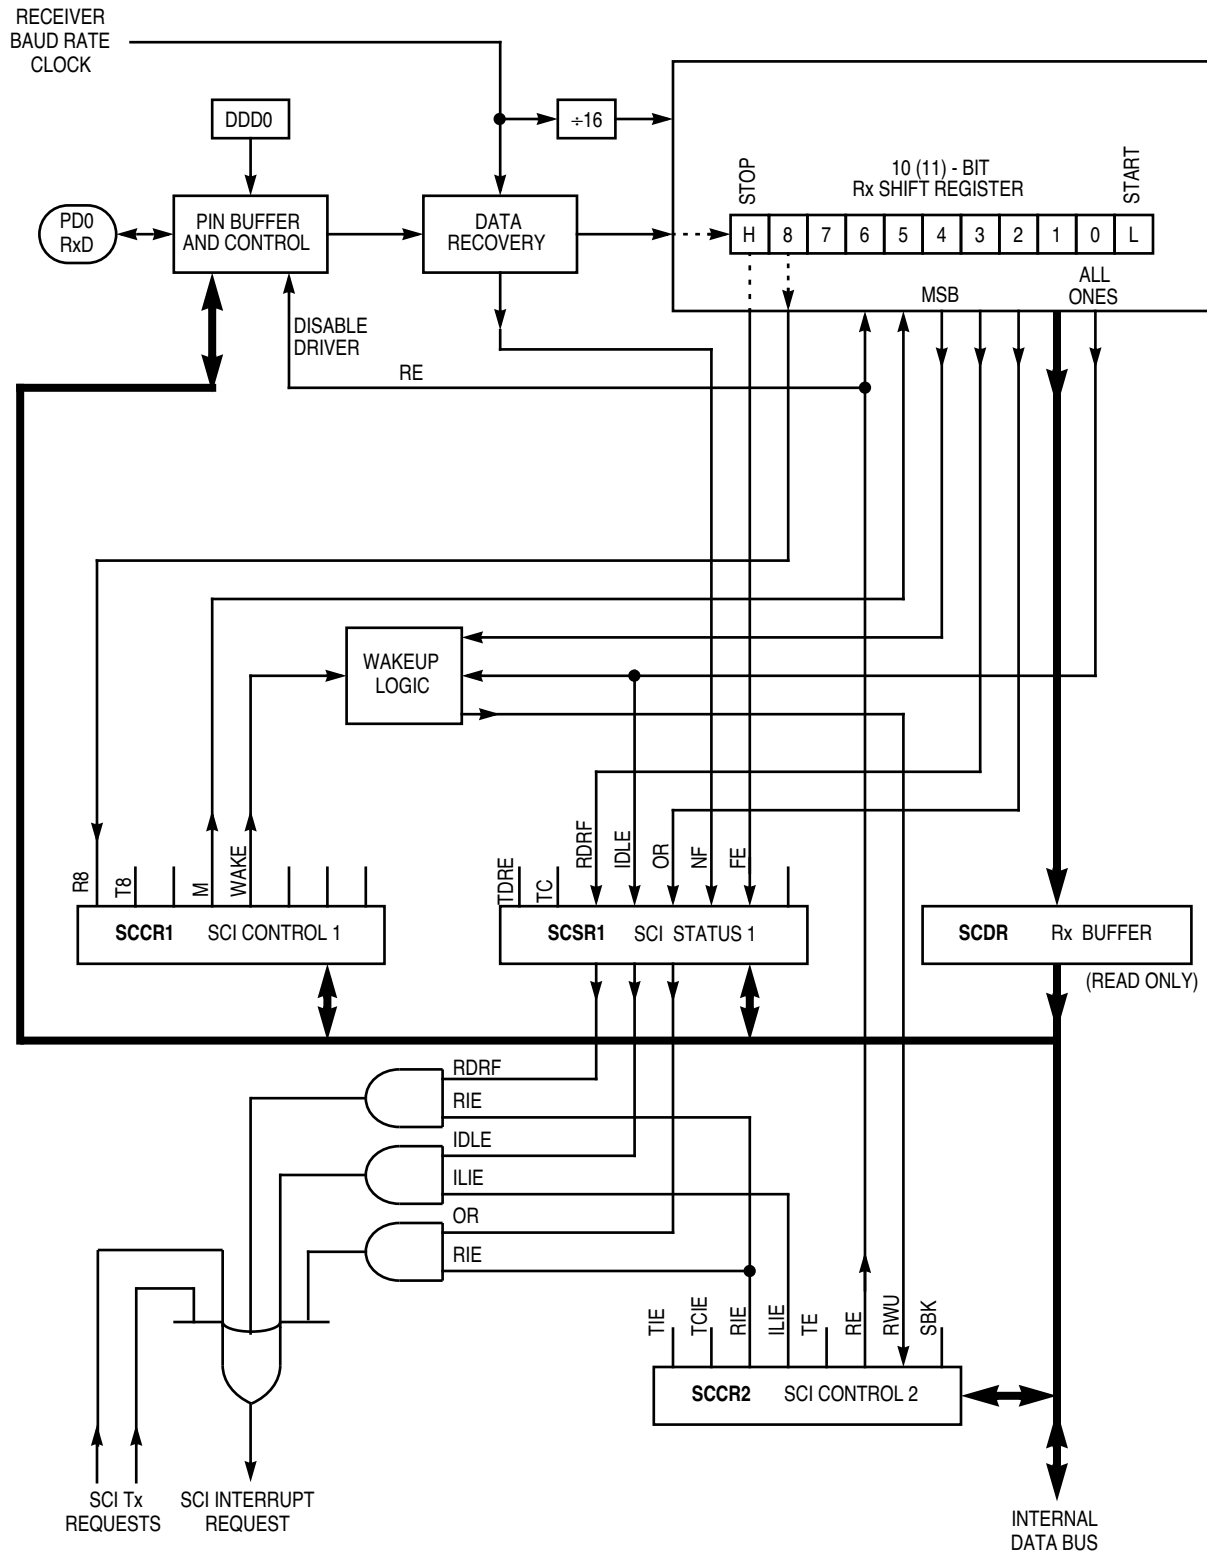 RECEIVER
BAUD RATE
CLOCK
DDD0
÷16
STOP
10 (11) - BIT
Rx SHIFT REGISTER
START
PD0
RxD
PIN BUFFER
AND CONTROL
DATA
RECOVERY
H 8 7 6 5 4 3 2 1 0 L
MSB
ALL
ONES
DISABLE
DRIVER
RE
WAKEUP
LOGIC
R8
T8
M
WAKE
TDRE
TC
RDRF
IDLE
OR
NF
FE
SCCR1 SCI CONTROL 1
SCSR1 SCI STATUS 1
SCDR Rx BUFFER
(READ ONLY)
RDRF
RIE
IDLE
ILIE
OR
RIE
TIE
TCIE
RIE
ILIE
TE
RE
RWU
SBK
SCCR2 SCI CONTROL 2
SCI Tx
REQUESTS
SCI INTERRUPT
REQUEST
INTERNAL
DATA BUS